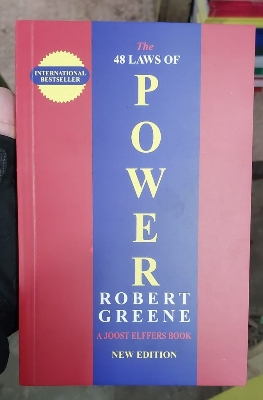 The
48 LAWS OF
INTERNATIONAL
BESTSELLER
P
O
W
E
R
ROBERT
GREENE
A JOOST ELFFERS BOOK
NEW EDITION